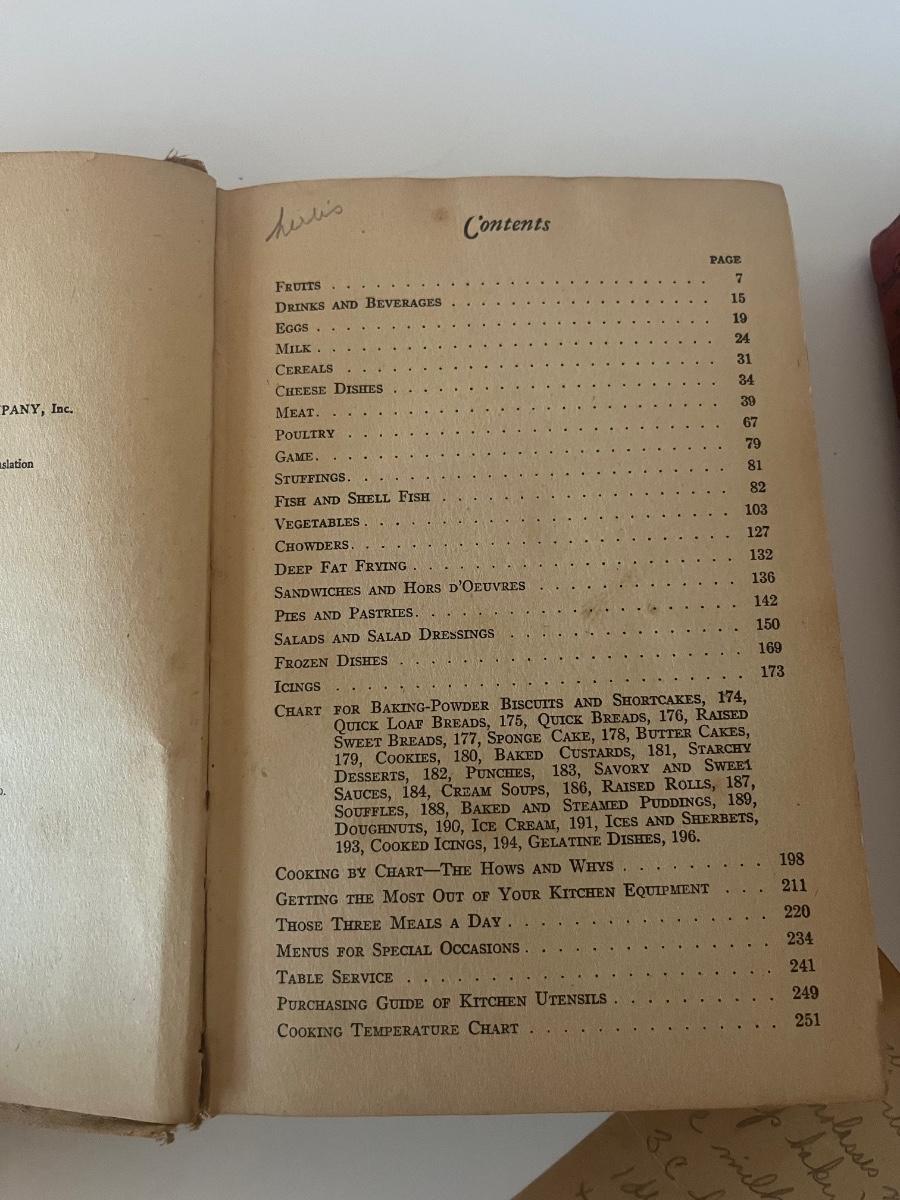 PANY, Inc.
slation
Contents
PAGE
FRUITS . . . . . . . . . . . . . . . . . . . . . . . . 7
DRINKS AND BEVERAGES . . . . . . . . . . . . . . . . 15
EGGS . . . . . . . . . . . . . . . . . . . . . . . . 19
MILK . . . . . . . . . . . . . . . . . . . . . . . . 24
CEREALS . . . . . . . . . . . . . . . . . . . . . . 31
CHEESE DISHES . . . . . . . . . . . . . . . . . . . 34
MEAT . . . . . . . . . . . . . . . . . . . . . . . . 39
POULTRY . . . . . . . . . . . . . . . . . . . . . . 67
GAME . . . . . . . . . . . . . . . . . . . . . . . . 79
STUFFINGS . . . . . . . . . . . . . . . . . . . . . 81
FISH AND SHELL FISH . . . . . . . . . . . . . . . . 82
VEGETABLES . . . . . . . . . . . . . . . . . . . . . 103
CHOWDERS . . . . . . . . . . . . . . . . . . . . . . 127
DEEP FAT FRYING . . . . . . . . . . . . . . . . . . 132
SANDWICHES AND HORS D'OEUVRES . . . . . . . . . . . 136
PIES AND PASTRIES . . . . . . . . . . . . . . . . . 142
SALADS AND SALAD DRESSINGS . . . . . . . . . . . . . 150
FROZEN DISHES . . . . . . . . . . . . . . . . . . . 169
ICINGS . . . . . . . . . . . . . . . . . . . . . . . 173
CHART FOR BAKING-POWDER BISCUITS AND SHORTCAKES, 174,
QUICK LOAF BREADS, 175, QUICK BREADS, 176, RAISED
SWEET BREADS, 177, SPONGE CAKE, 178, BUTTER CAKES,
179, COOKIES, 180, BAKED CUSTARDS, 181, STARCHY
DESSERTS, 182, PUNCHES, 183, SAVORY AND SWEET
SAUCES, 184, CREAM SOUPS, 186, RAISED ROLLS, 187,
SOUFFLES, 188, BAKED AND STEAMED PUDDINGS, 189,
DOUGHNUTS, 190, ICE CREAM, 191, ICES AND SHERBETS,
193, COOKED ICINGS, 194, GELATINE DISHES, 196.
COOKING BY CHART—THE HOWS AND WHYS . . . . . . . . . 198
GETTING THE MOST OUT OF YOUR KITCHEN EQUIPMENT . . . 211
THOSE THREE MEALS A DAY . . . . . . . . . . . . . . 220
MENUS FOR SPECIAL OCCASIONS . . . . . . . . . . . . 234
TABLE SERVICE . . . . . . . . . . . . . . . . . . . 241
PURCHASING GUIDE OF KITCHEN UTENSILS . . . . . . . . 249
COOKING TEMPERATURE CHART . . . . . . . . . . . . . 251
3 C